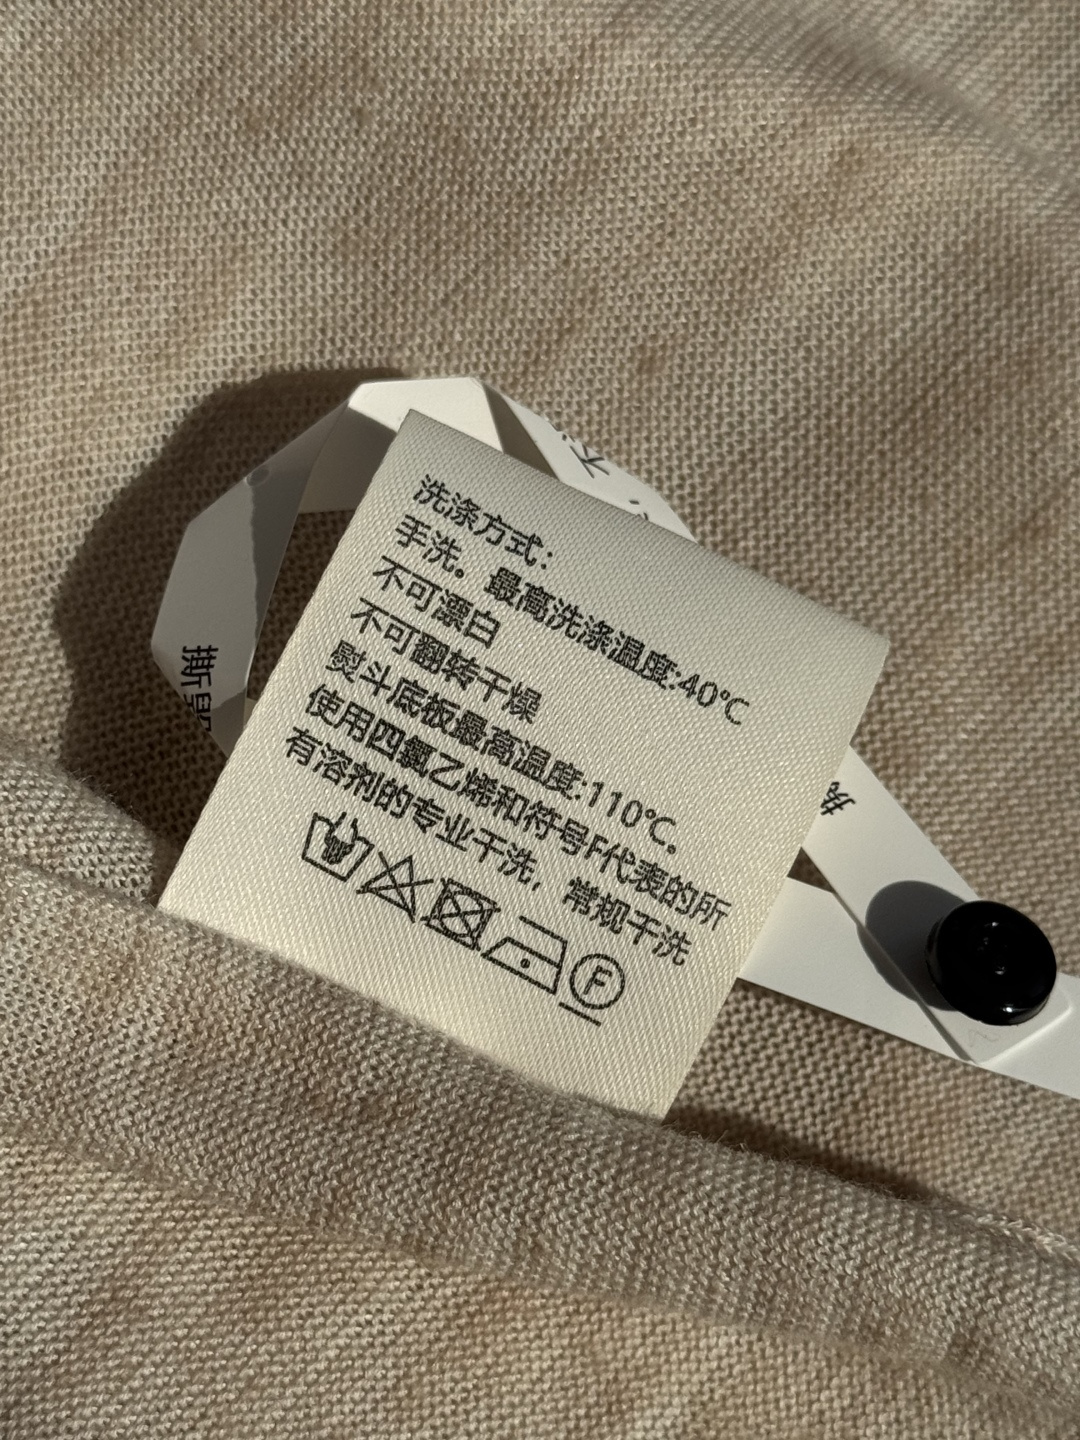 洗涤方式：
手洗。最高洗涤温度:40℃
不可漂白
不可翻转干燥
熨斗底板最高温度:110℃。
使用四氯乙烯和符号F代表的所
有溶剂的专业干洗，常规干洗
F
撕毁
不